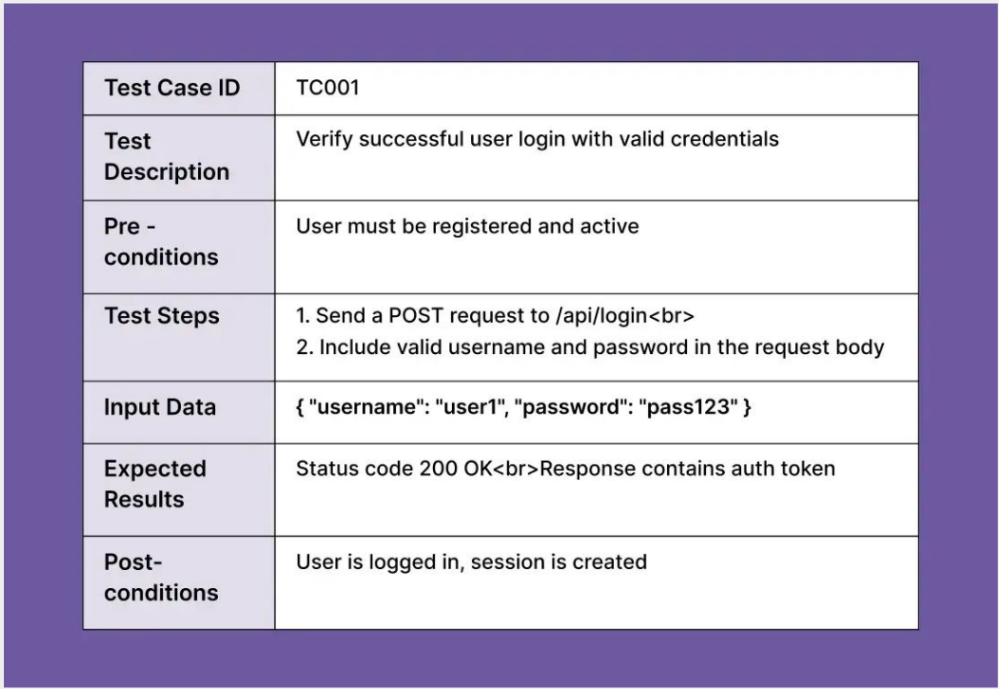 Test Case ID
TC001
Test
Description
Verify successful user login with valid credentials
Pre -
conditions
User must be registered and active
Test Steps
1. Send a POST request to /api/login<br>
2. Include valid username and password in the request body
Input Data
{ "username": "user1", "password": "pass123" }
Expected
Results
Status code 200 OK<br>Response contains auth token
Post-
conditions
User is logged in, session is created